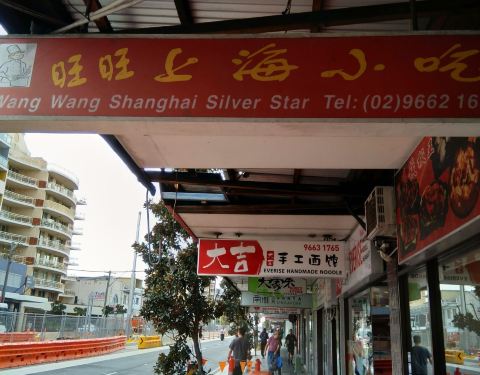 旺旺上海小吃
Wang Wang Shanghai Silver Star Tel: (02)9662 16
大吉
手工面馆
9663 1765
EVERISE HANDMADE NOODLE